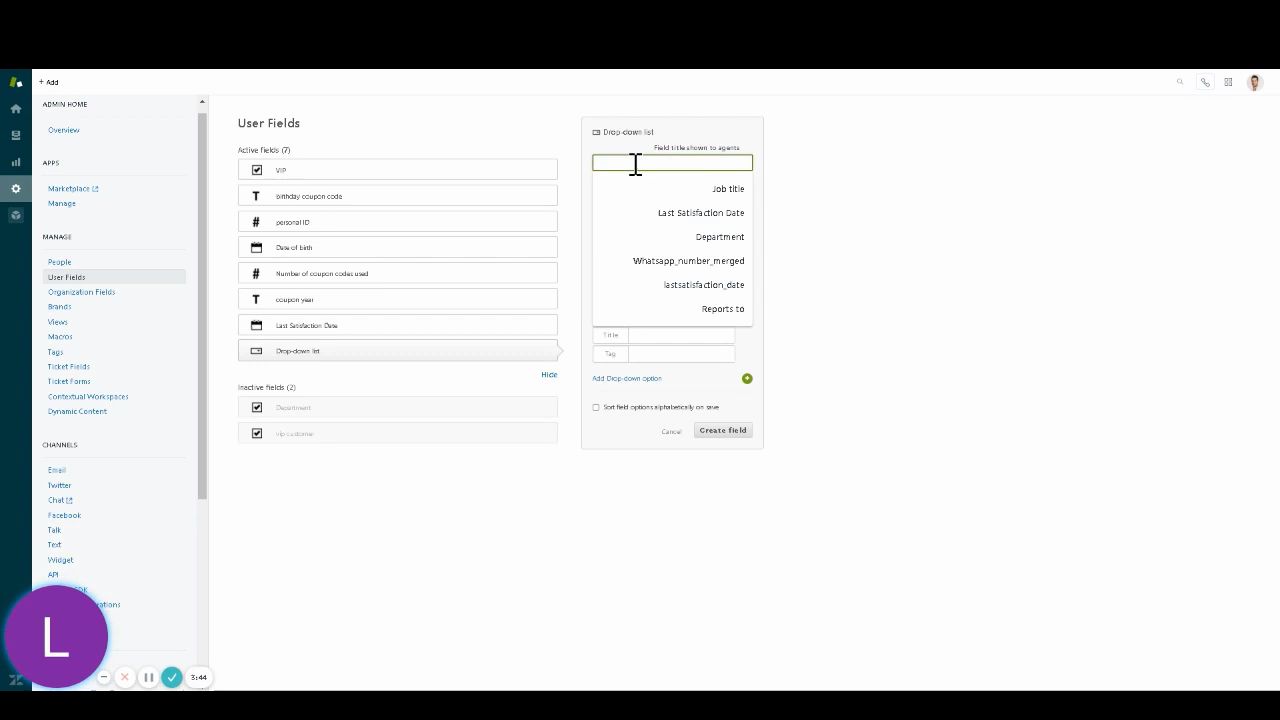 + Add
ADMIN HOME
Overview
APPS
Marketplace
Manage
MANAGE
People
User Fields
Organization Fields
Brands
Views
Macros
Tags
Ticket Fields
Ticket Forms
Contextual Workspaces
Dynamic Content
CHANNELS
Email
Twitter
Chat
Facebook
Talk
Text
Widget
API
L
3:44
User Fields
Active fields (7)
VIP
T birthday coupon code
# personal ID
Date of birth
# Number of coupon codes used
T coupon year
Last Satisfaction Date
Drop-down list
Hide
Inactive fields (2)
Department
vip customer
Drop-down list
Field title shown to agents
Job title
Last Satisfaction Date
Department
Whatsapp_number_merged
lastsatisfaction_date
Reports to
Title
Tag
Add Drop-down option
Sort field options alphabetically on save
Cancel
Create field